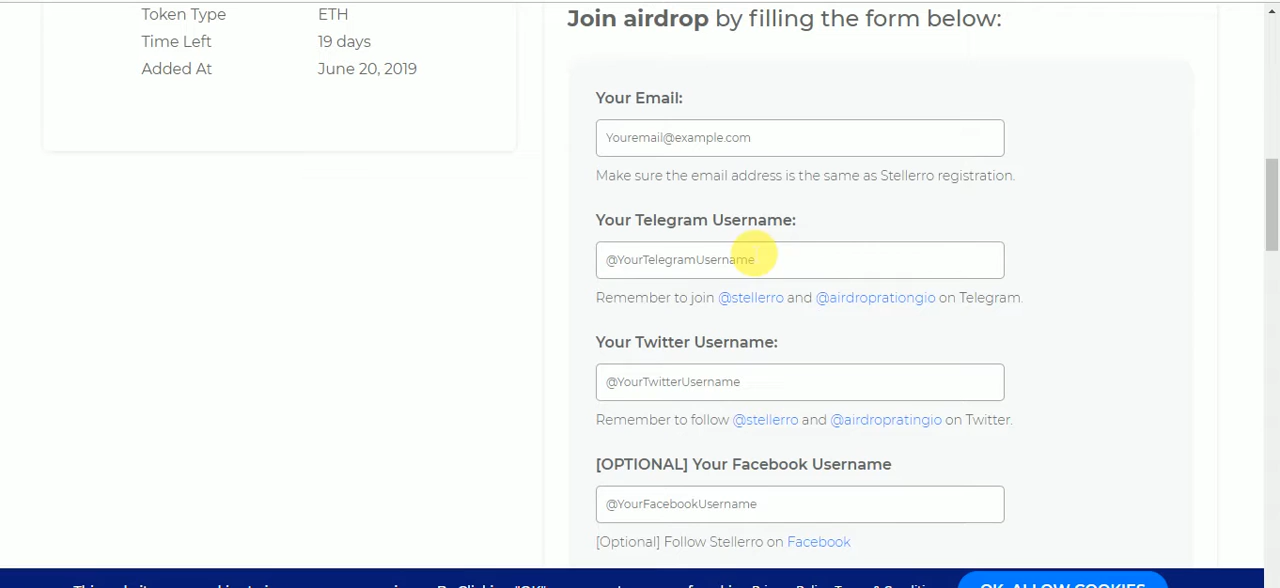 Token Type ETH
Time Left 19 days
Added At June 20, 2019
Join airdrop by filling the form below:
Your Email:
Youremail@example.com
Make sure the email address is the same as Stellerro registration.
Your Telegram Username:
@YourTelegramUsername
Remember to join @stellerro and @airdroprationgio on Telegram.
Your Twitter Username:
@YourTwitterUsername
Remember to follow @stellerro and @airdropratingio on Twitter.
[OPTIONAL] Your Facebook Username
@YourFacebookUsername
[Optional] Follow Stellerro on Facebook
OK, ALLOW COOKIES